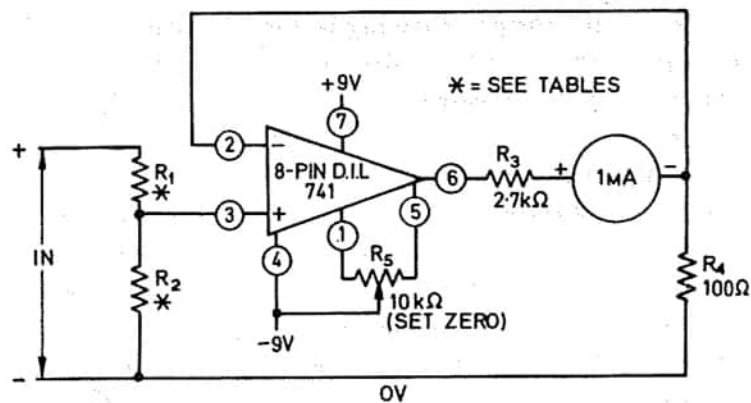 +9V
* = SEE TABLES
7
2
-
8-PIN D.I.L
741
3
+
6
R3
2·7kΩ
+
1MA
-
+
R1
*
IN
R2
*
-
4
1
5
R5
10kΩ
(SET ZERO)
-9V
R4
100Ω
0V